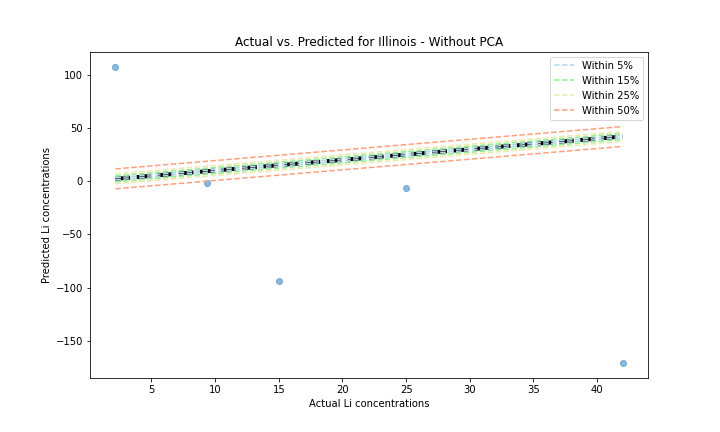 Actual vs. Predicted for Illinois - Without PCA
Within 5%
Within 15%
Within 25%
Within 50%
100
50
0
−50
−100
−150
Predicted Li concentrations
5
10
15
20
25
30
35
40
Actual Li concentrations